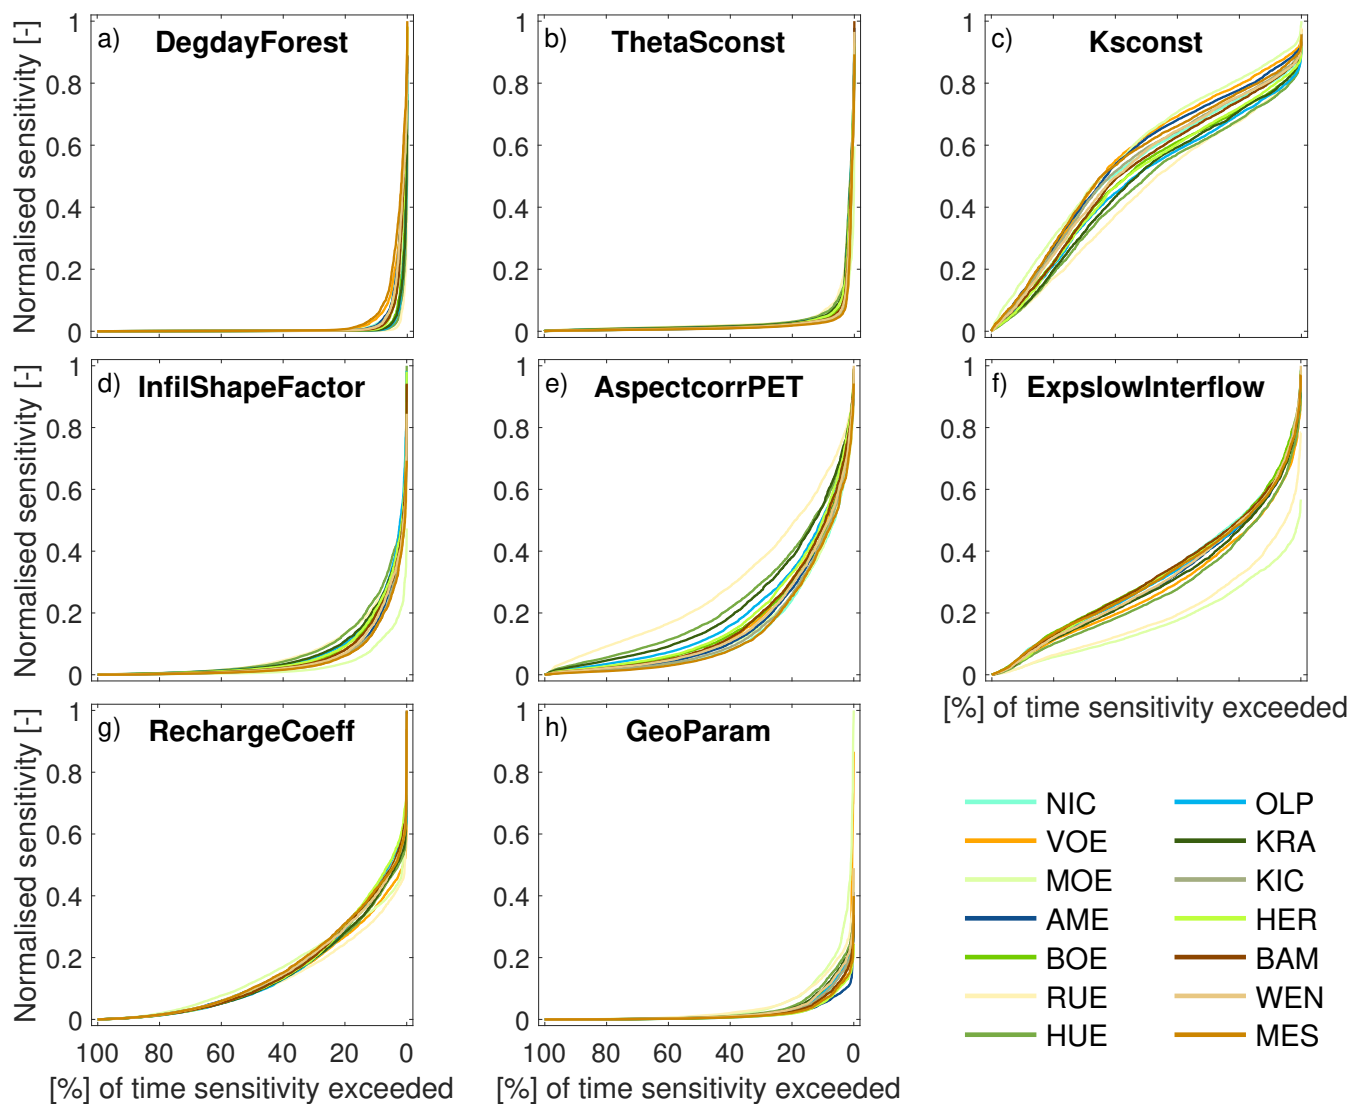 a) DegdayForest
b) ThetaSconst
c) Ksconst
Normalised sensitivity [-]
1
0.8
0.6
0.4
0.2
0
1
0.8
0.6
0.4
0.2
0
1
0.8
0.6
0.4
0.2
0
d) InfilShapeFactor
e) AspectcorrPET
f) ExpslowInterflow
Normalised sensitivity [-]
1
0.8
0.6
0.4
0.2
0
1
0.8
0.6
0.4
0.2
0
1
0.8
0.6
0.4
0.2
0
[%] of time sensitivity exceeded
g) RechargeCoeff
h) GeoParam
Normalised sensitivity [-]
1
0.8
0.6
0.4
0.2
0
1
0.8
0.6
0.4
0.2
0
100 80 60 40 20 0
100 80 60 40 20 0
[%] of time sensitivity exceeded
[%] of time sensitivity exceeded
NIC OLP
VOE KRA
MOE KIC
AME HER
BOE BAM
RUE WEN
HUE MES